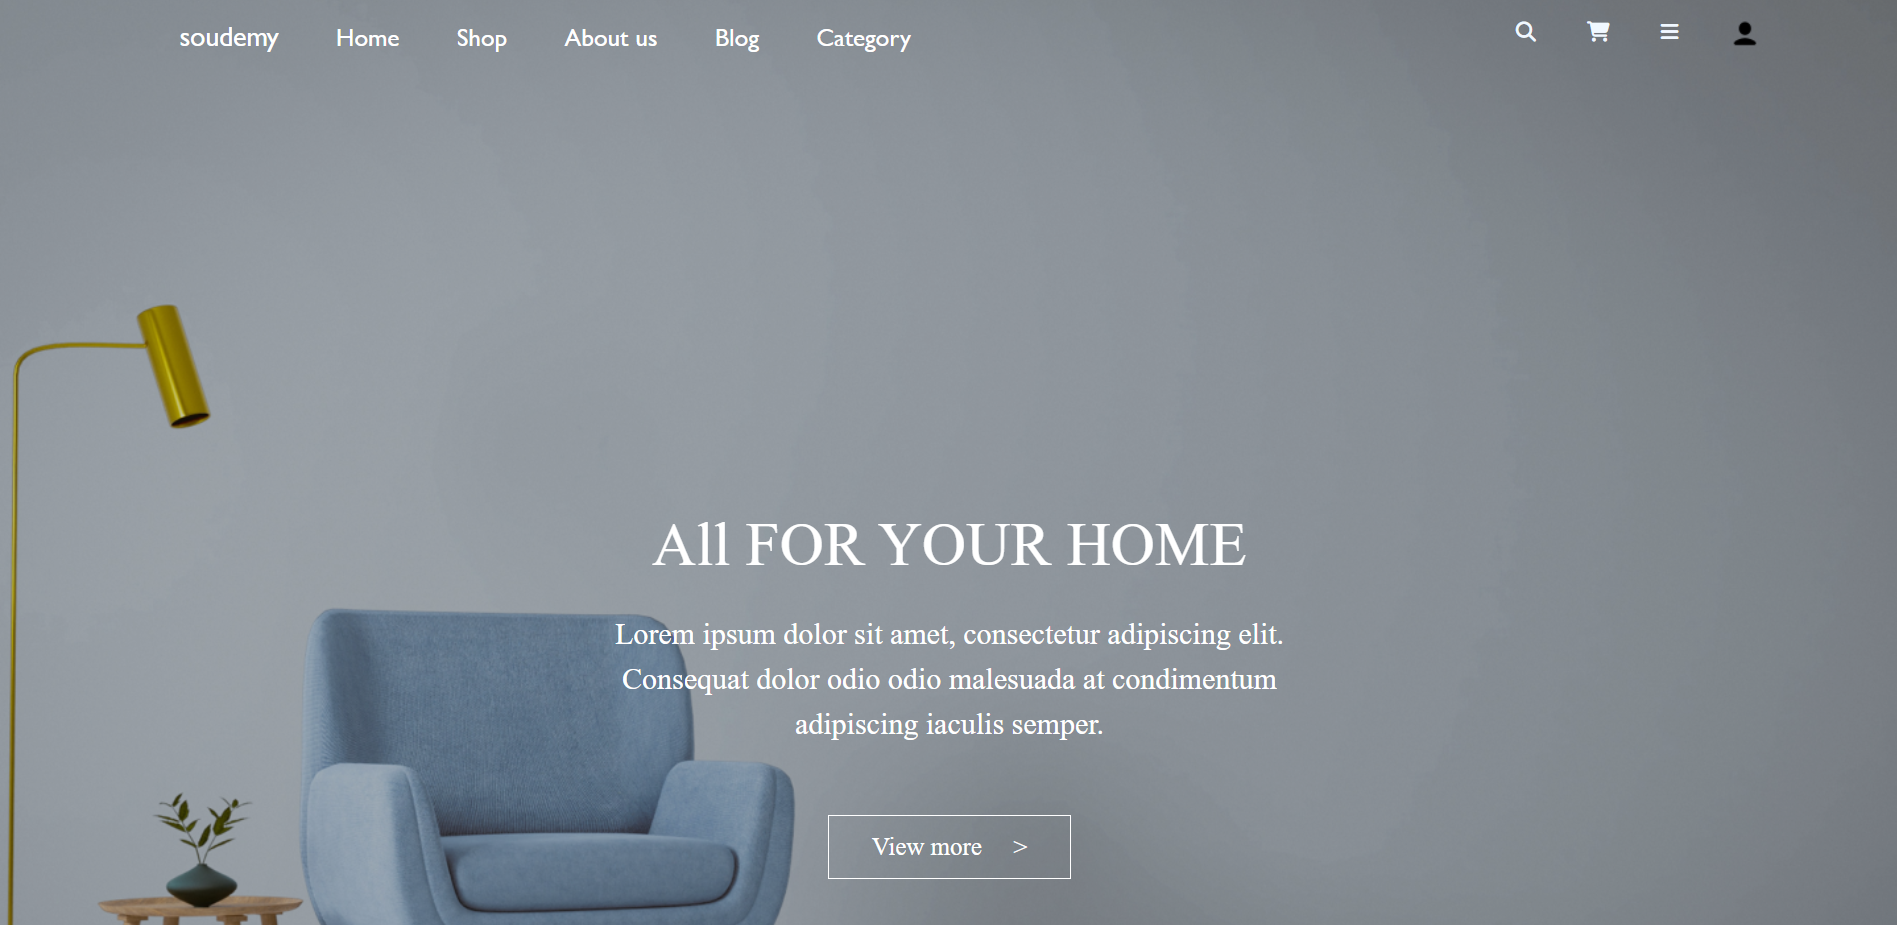 soudemy Home Shop About us Blog Category
All FOR YOUR HOME
Lorem ipsum dolor sit amet, consectetur adipiscing elit.
Consequat dolor odio odio malesuada at condimentum
adipiscing iaculis semper.
View more >